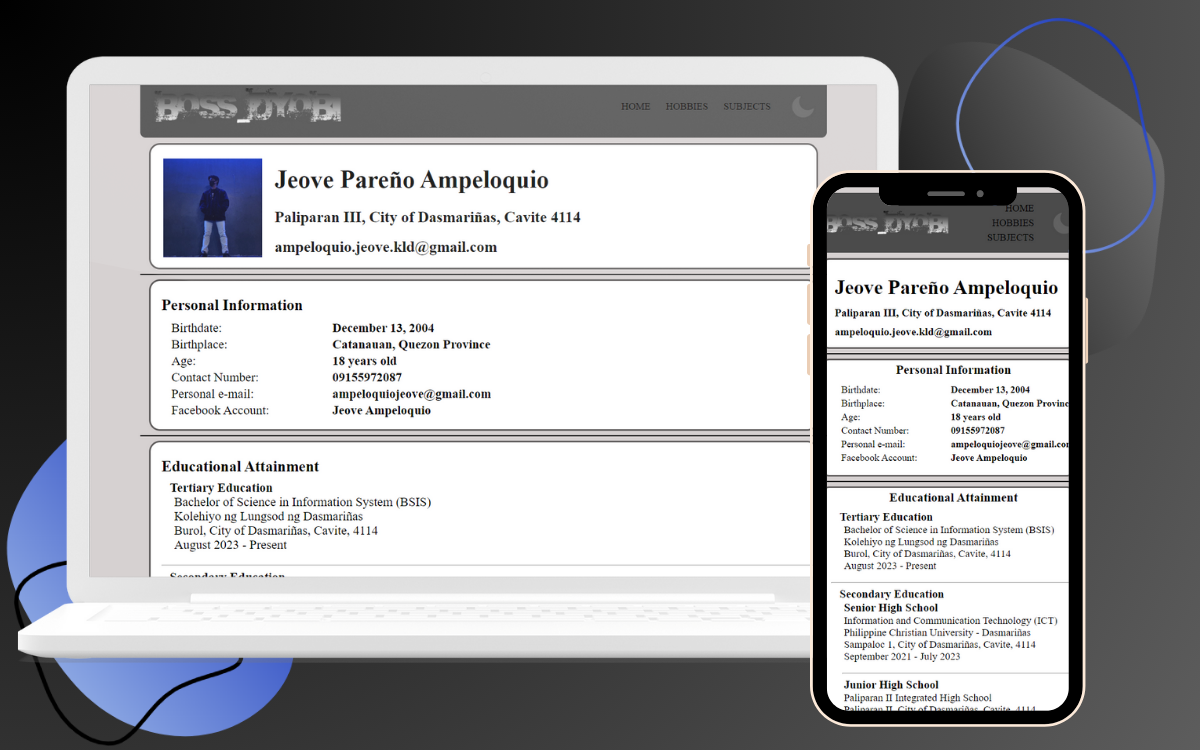 BOSS_JOYOBI
HOME HOBBIES SUBJECTS
Jeove Pareño Ampeloquio
Paliparan III, City of Dasmariñas, Cavite 4114
ampeloquio.jeove.kld@gmail.com
Personal Information
Birthdate: December 13, 2004
Birthplace: Catanauan, Quezon Province
Age: 18 years old
Contact Number: 09155972087
Personal e-mail: ampeloquiojeove@gmail.com
Facebook Account: Jeove Ampeloquio
Educational Attainment
Tertiary Education
Bachelor of Science in Information System (BSIS)
Kolehiyo ng Lungsod ng Dasmariñas
Burol, City of Dasmariñas, Cavite, 4114
August 2023 - Present
Secondary Education
HOME
HOBBIES
SUBJECTS
Jeove Pareño Ampeloquio
Paliparan III, City of Dasmariñas, Cavite 4114
ampeloquio.jeove.kld@gmail.com
Personal Information
Birthdate: December 13, 2004
Birthplace: Catanauan, Quezon Province
Age: 18 years old
Contact Number: 09155972087
Personal e-mail: ampeloquiojeove@gmail.com
Facebook Account: Jeove Ampeloquio
Educational Attainment
Tertiary Education
Bachelor of Science in Information System (BSIS)
Kolehiyo ng Lungsod ng Dasmariñas
Burol, City of Dasmariñas, Cavite, 4114
August 2023 - Present
Secondary Education
Senior High School
Information and Communication Technology (ICT)
Philippine Christian University - Dasmariñas
Sampaloc 1, City of Dasmariñas, Cavite, 4114
September 2021 - July 2023
Junior High School
Paliparan II Integrated High School
Paliparan II, City of Dasmariñas, Cavite, 4114